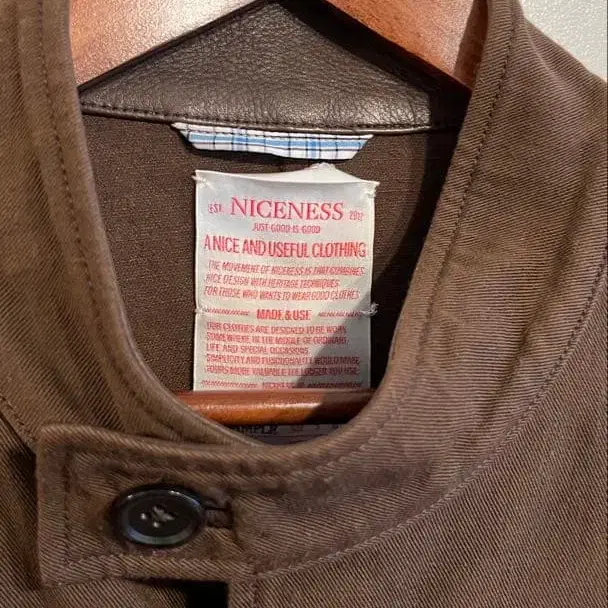 EST. NICENESS 2012
JUST GOOD IS GOOD
A NICE AND USEFUL CLOTHING
THE MOVEMENT OF NICENESS IS THAT COMBINES
NICE DESIGN WITH HERITAGE TECHNIQUES
FOR THOSE WHO WANTS TO WEAR GOOD CLOTHES
MADE & USE
OUR CLOTHES ARE DESIGNED TO BE WORN
SOMEWHERE IN THE MIDDLE OF ORDINARY
LIFE AND SPECIAL OCCASIONS
SIMPLICITY AND FUNCTIONALITY WOULD MAKE
YOURS MORE VALUABLE THE LONGER YOU USE